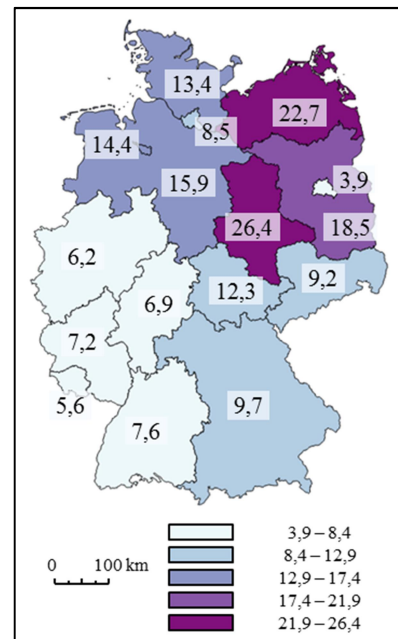 13,4
22,7
8,5
14,4
3,9
15,9
26,4
18,5
6,2
9,2
12,3
6,9
7,2
5,6
9,7
7,6
3,9 – 8,4
8,4 – 12,9
0 100 km
12,9 – 17,4
17,4 – 21,9
21,9 – 26,4